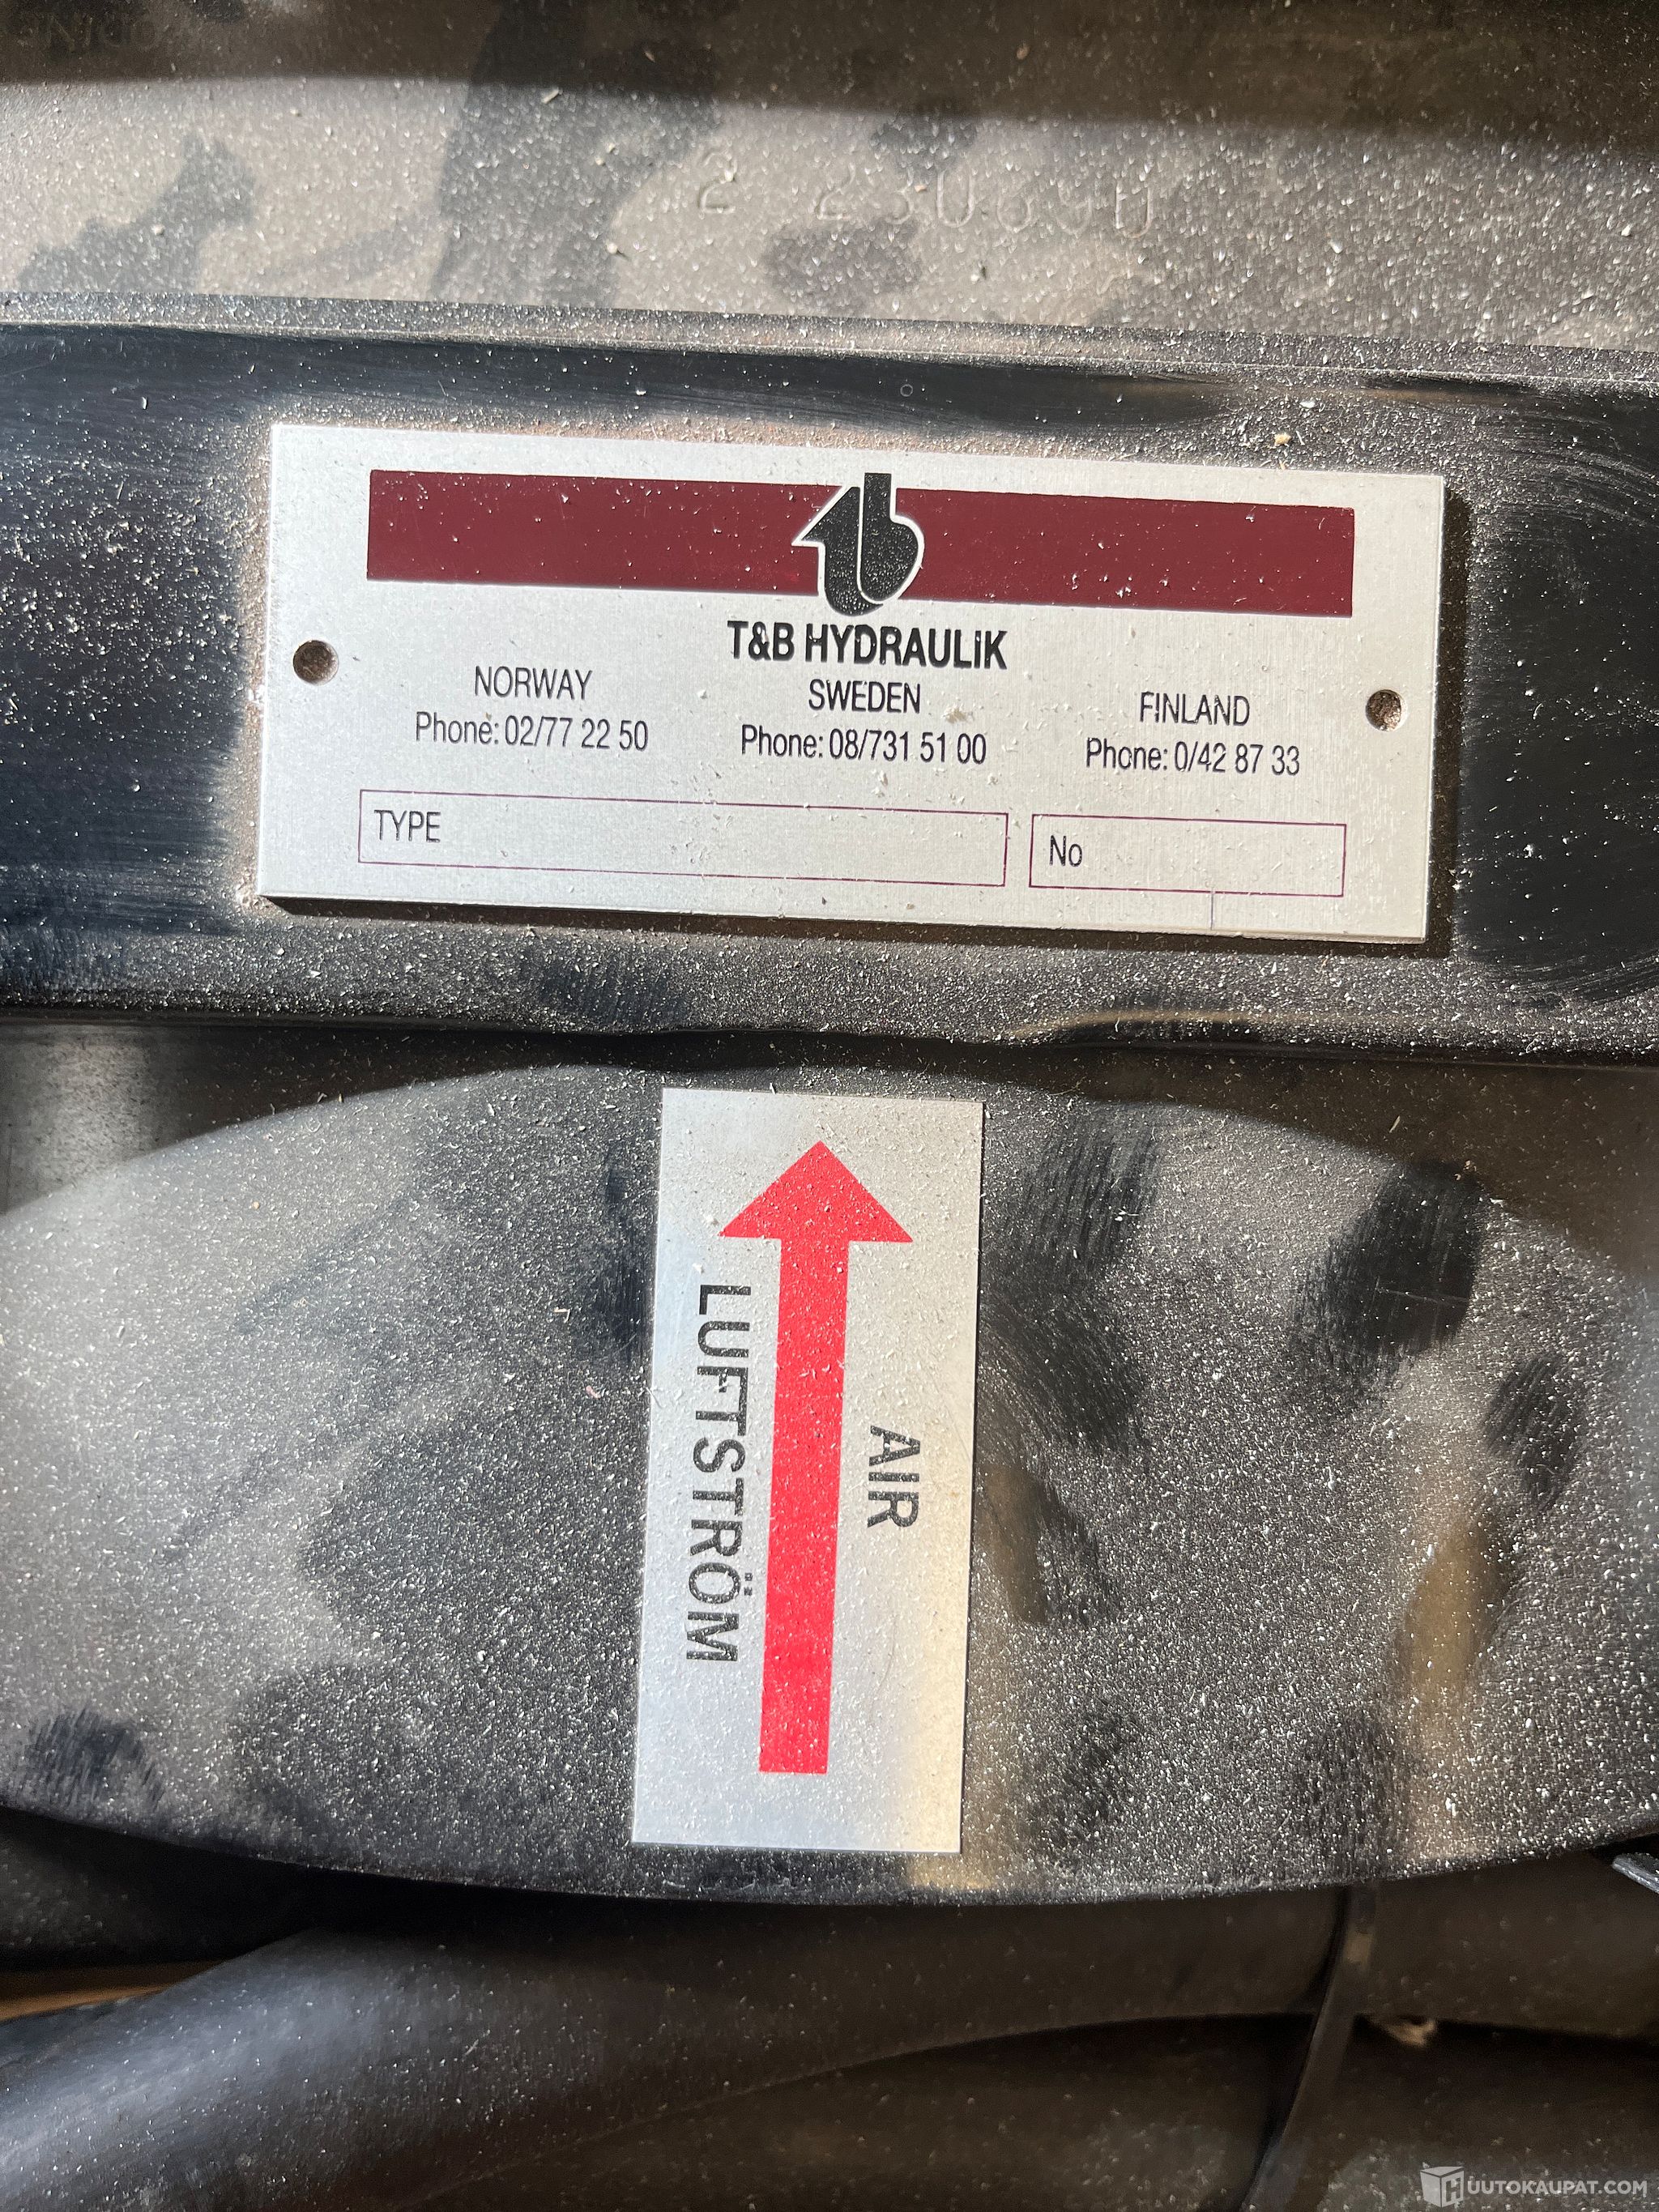 T&B HYDRAULIK
NORWAY
Phone: 02/77 22 50
SWEDEN
Phone: 08/731 51 00
FINLAND
Phone: 0/42 87 33
TYPE
No
AIR
LUFTSTRÖM
HUUTOKAUPAT.COM